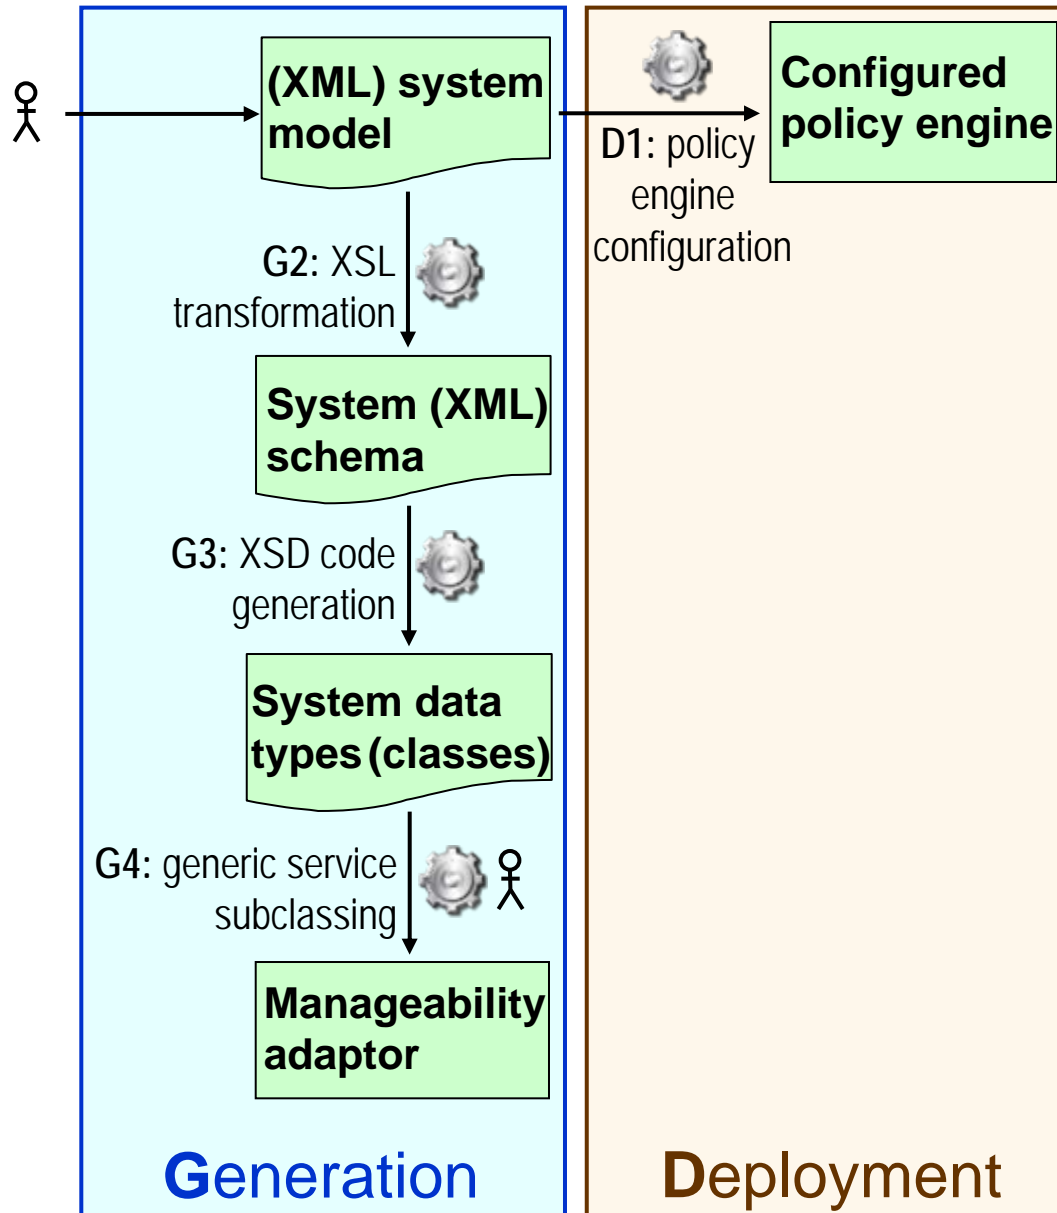 (XML) system
model
Configured
policy engine
D1: policy
engine
configuration
G2: XSL
transformation
System (XML)
schema
G3: XSD code
generation
System data
types (classes)
G4: generic service
subclassing
Manageability
adaptor
Generation
Deployment